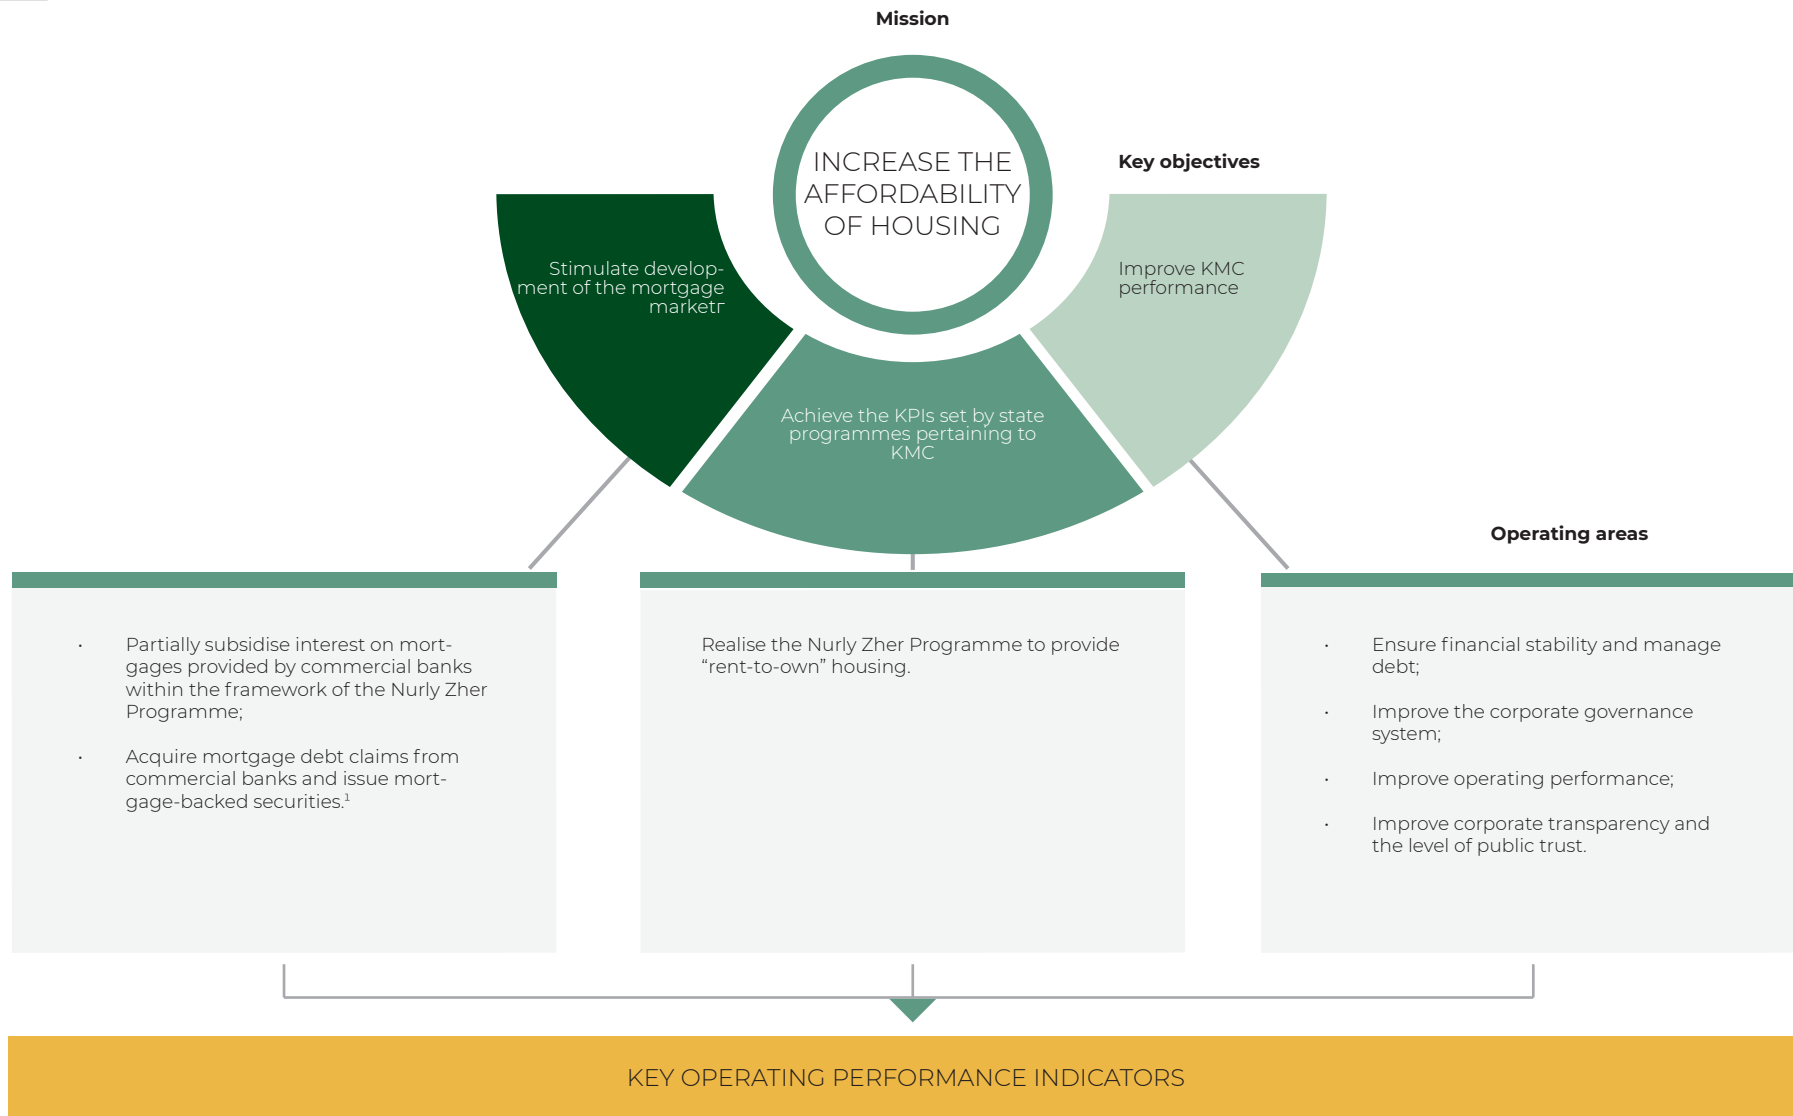 Mission
INCREASE THE
AFFORDABILITY
OF HOUSING
Key objectives
Stimulate develop-
ment of the mortgage
marketг
Achieve the KPIs set by state
programmes pertaining to
KMC
Improve KMC
performance
Operating areas
· Partially subsidise interest on mort-
gages provided by commercial banks
within the framework of the Nurly Zher
Programme;
· Acquire mortgage debt claims from
commercial banks and issue mort-
gage-backed securities.¹
Realise the Nurly Zher Programme to provide
“rent-to-own” housing.
· Ensure financial stability and manage
debt;
· Improve the corporate governance
system;
· Improve operating performance;
· Improve corporate transparency and
the level of public trust.
KEY OPERATING PERFORMANCE INDICATORS